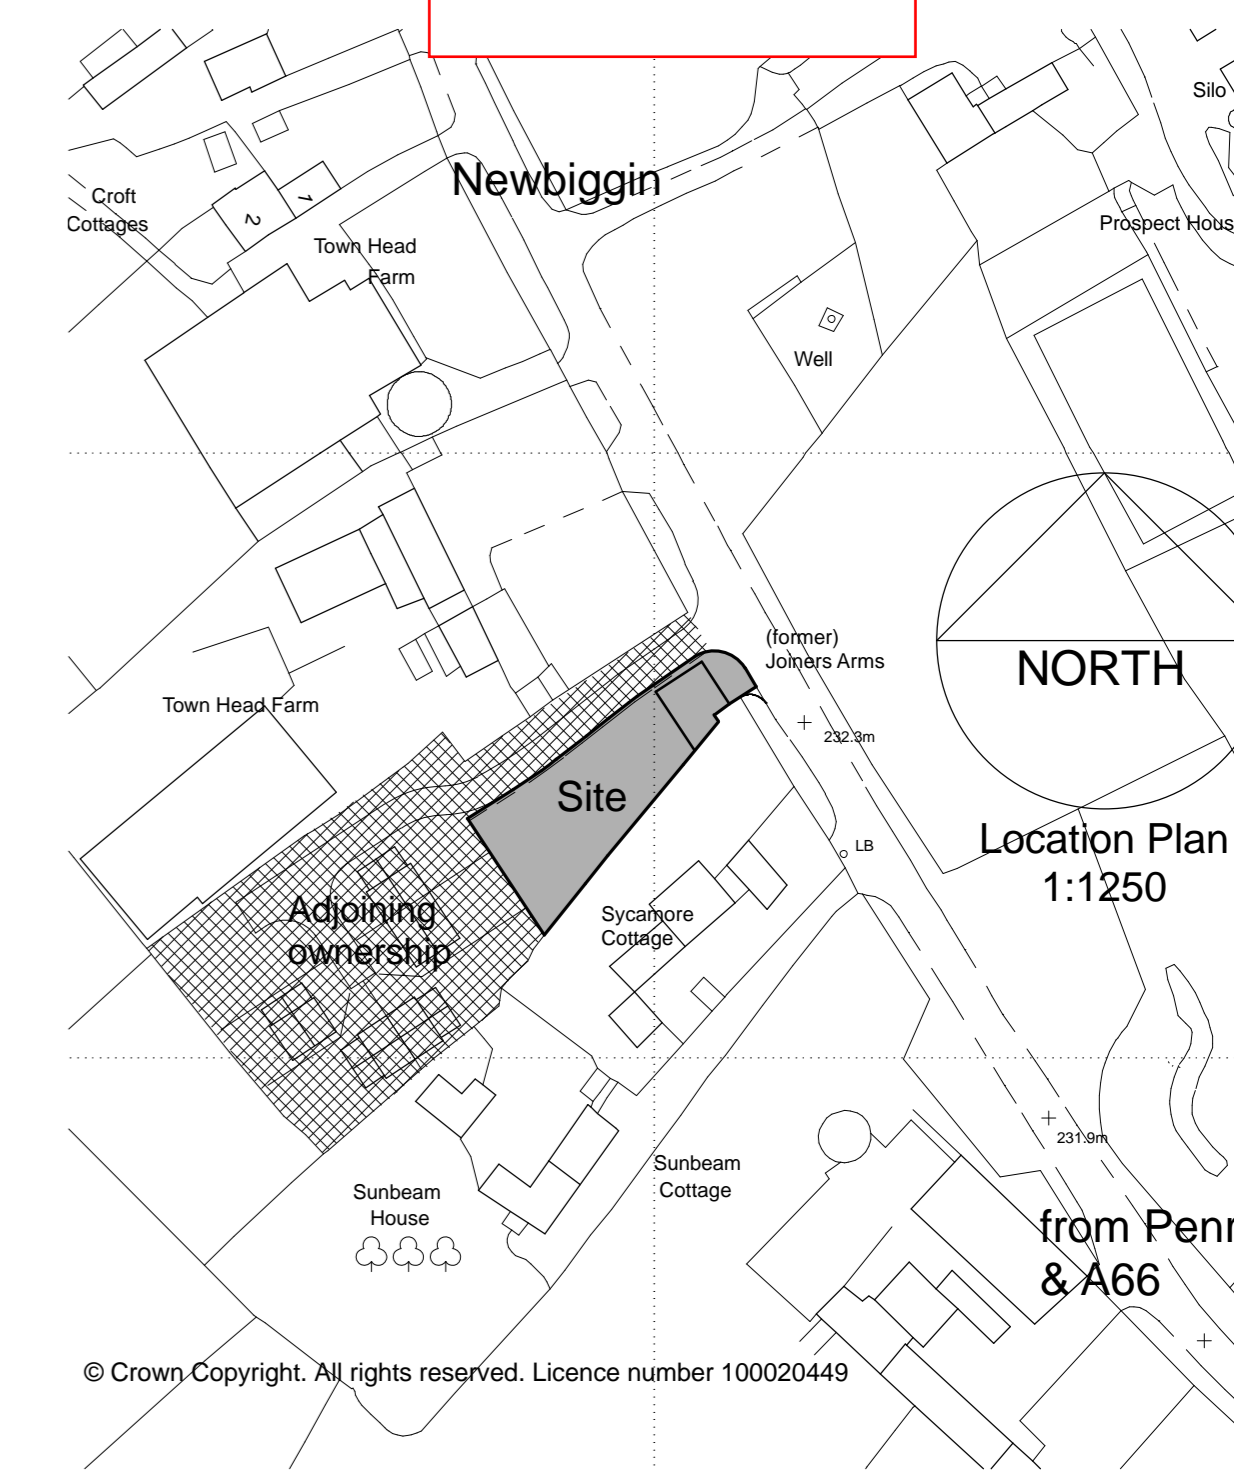 Silo
Newbiggin
Croft
Cottages
1
2
Town Head
Farm
Prospect Hous
Well
(former)
Joiners Arms
NORTH
Town Head Farm
232.3m
Site
Location Plan
1:1250
LB
Adjoining
ownership
Sycamore
Cottage
231.9m
Sunbeam
Cottage
Sunbeam
House
from Penr
& A66
© Crown Copyright. All rights reserved. Licence number 100020449